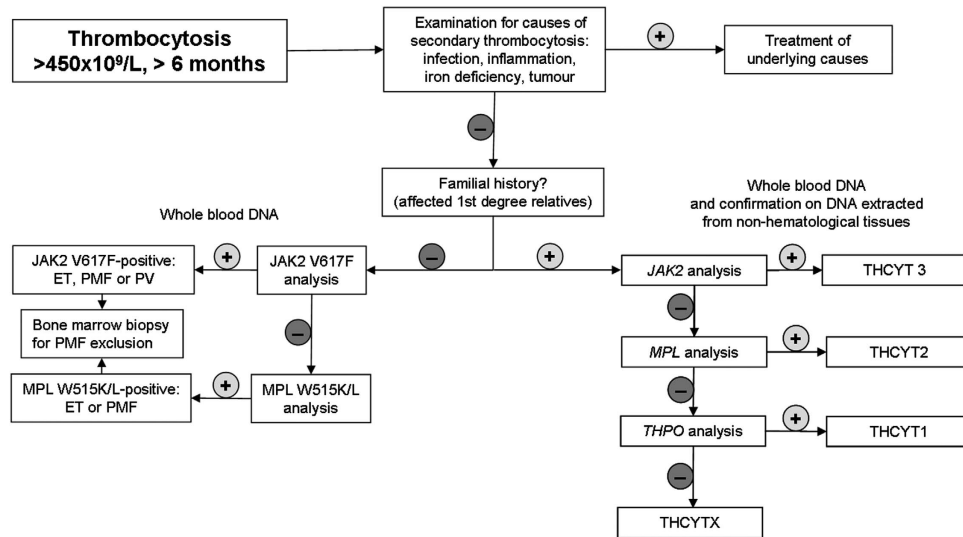 Thrombocytosis
>450x10⁹/L, > 6 months
Examination for causes of
secondary thrombocytosis:
infection, inflammation,
iron deficiency, tumour
+
Treatment of
underlying causes
−
Familial history?
(affected 1st degree relatives)
Whole blood DNA
Whole blood DNA
and confirmation on DNA extracted
from non-hematological tissues
JAK2 V617F-positive:
ET, PMF or PV
+
JAK2 V617F
analysis
−
+
JAK2 analysis
+
THCYT 3
Bone marrow biopsy
for PMF exclusion
−
−
MPL W515K/L-positive:
ET or PMF
+
MPL W515K/L
analysis
MPL analysis
+
THCYT2
−
THPO analysis
+
THCYT1
−
THCYTX